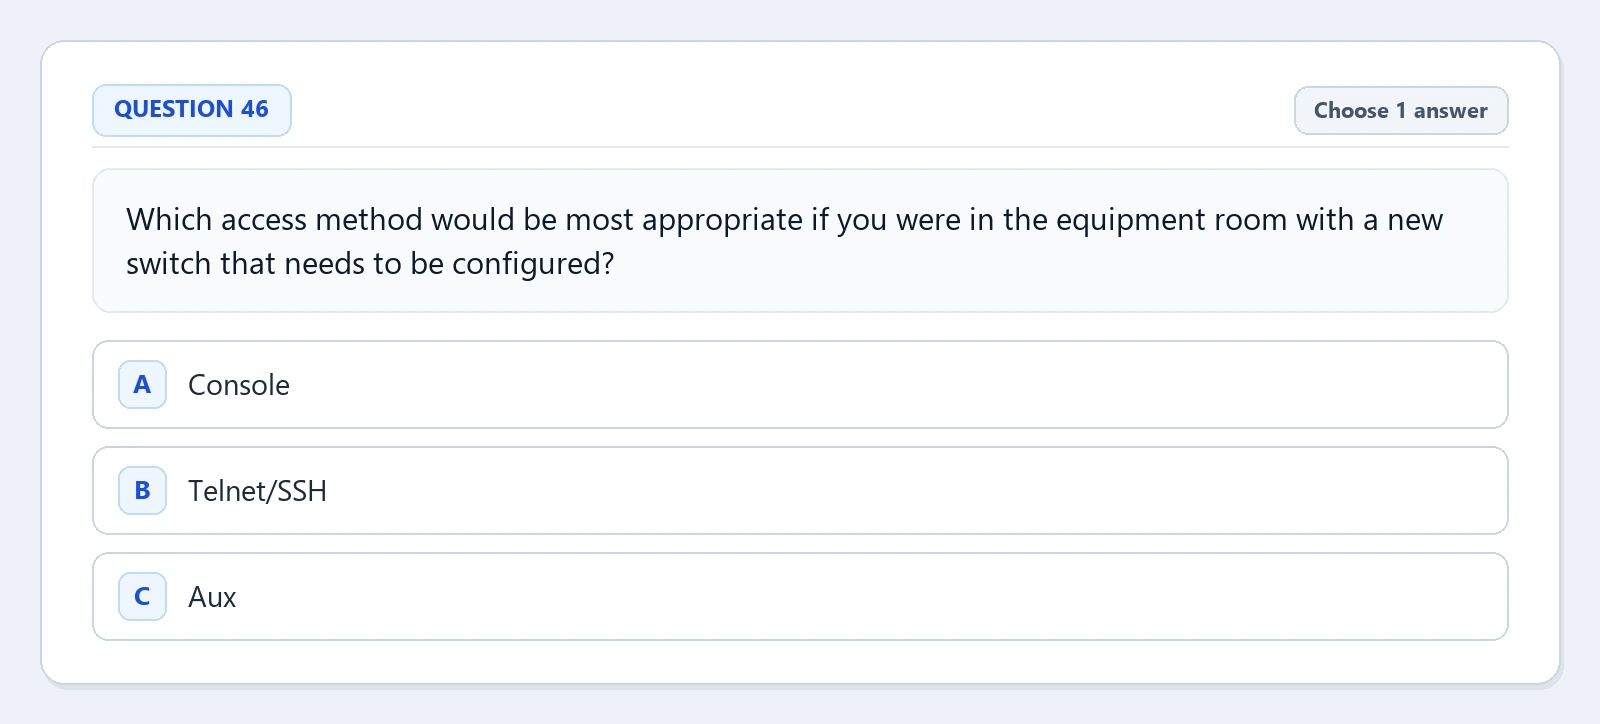 QUESTION 46
Choose 1 answer
Which access method would be most appropriate if you were in the equipment room with a new
switch that needs to be configured?
A Console
B Telnet/SSH
C Aux